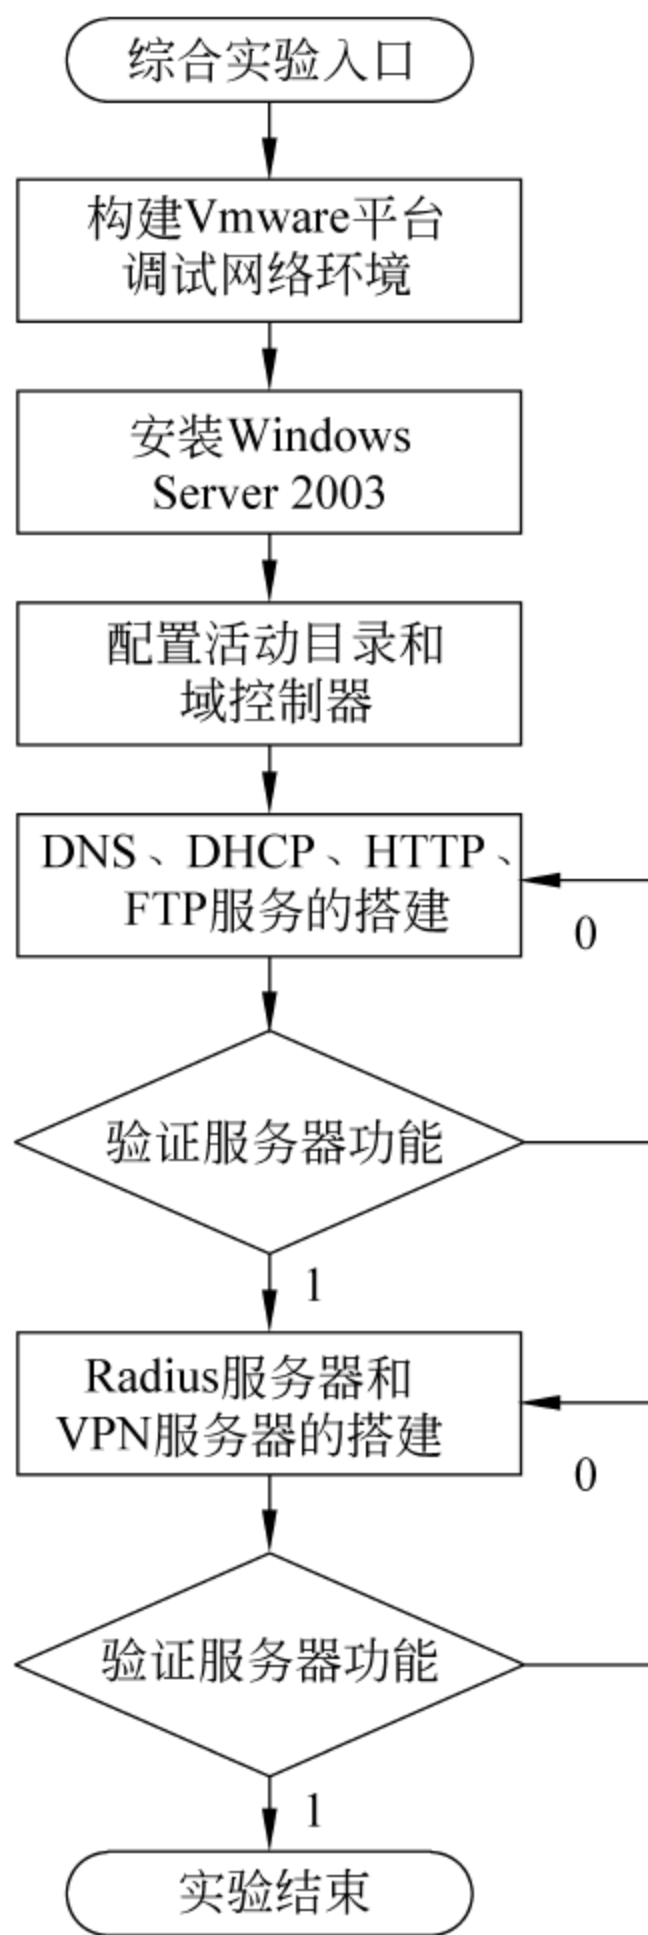 综合实验入口
构建Vmware平台
调试网络环境
安装Windows
Server 2003
配置活动目录和
域控制器
DNS、DHCP、HTTP、
FTP服务的搭建
0
验证服务器功能
1
Radius服务器和
VPN服务器的搭建
0
验证服务器功能
1
实验结束